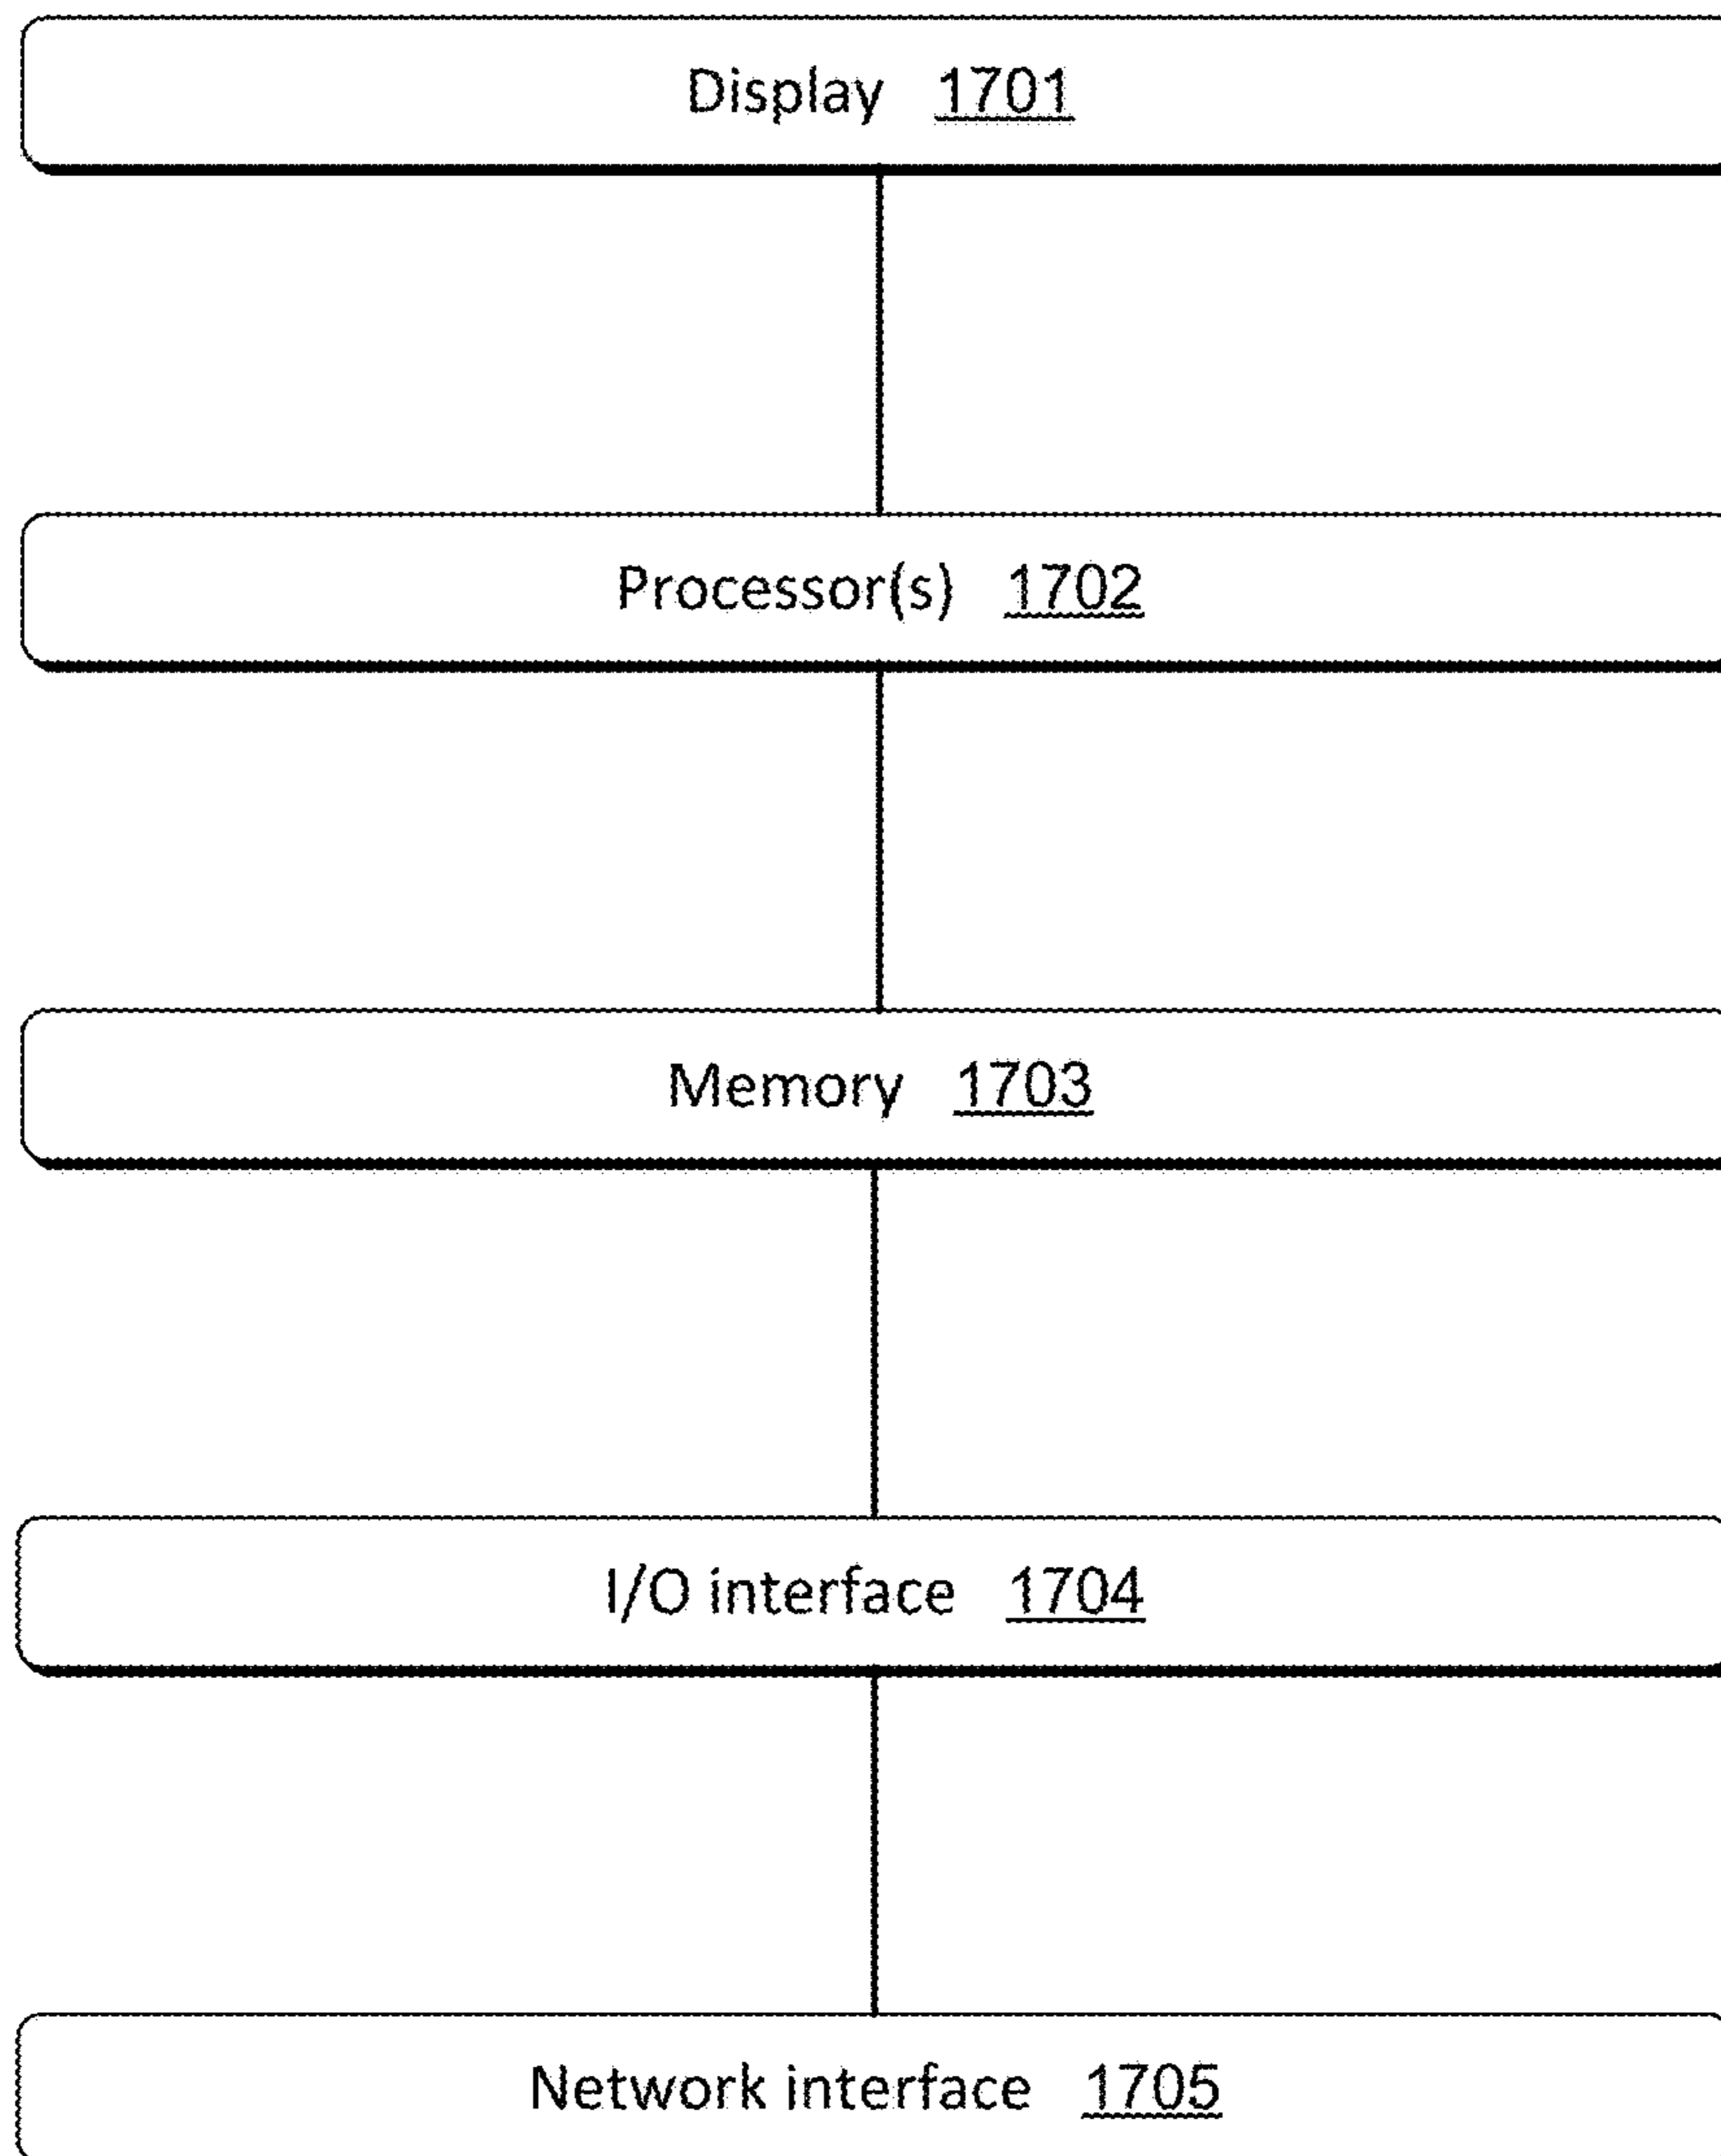 Display 1701
Processor(s) 1702
Memory 1703
I/O interface 1704
Network interface 1705